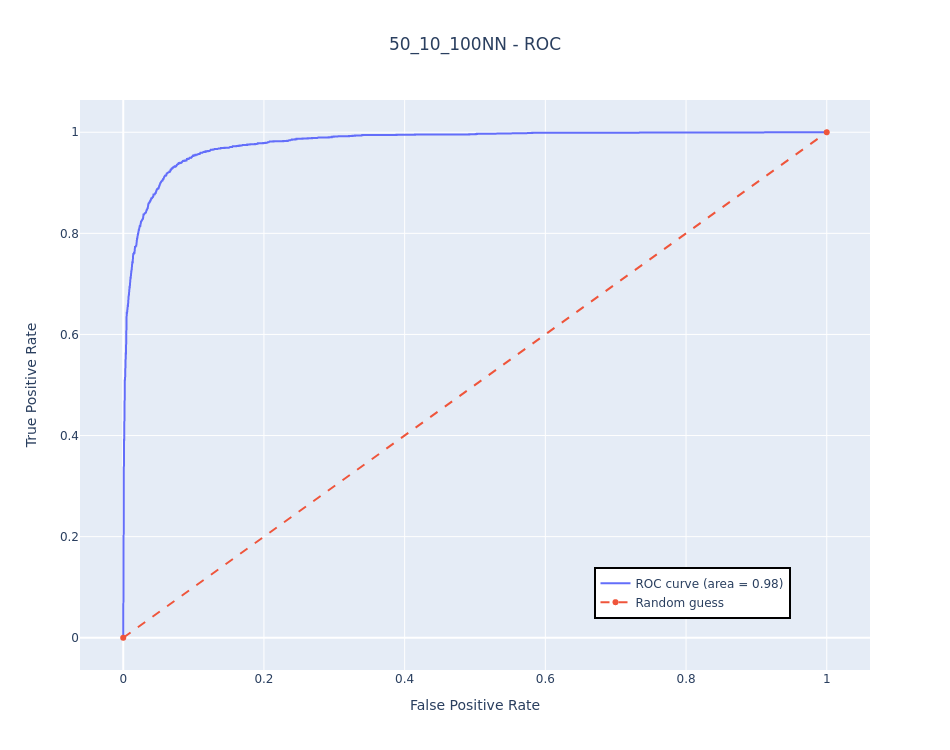 50_10_100NN - ROC
1
0.8
0.6
0.4
0.2
0
True Positive Rate
ROC curve (area = 0.98)
Random guess
0 0.2 0.4 0.6 0.8 1
False Positive Rate